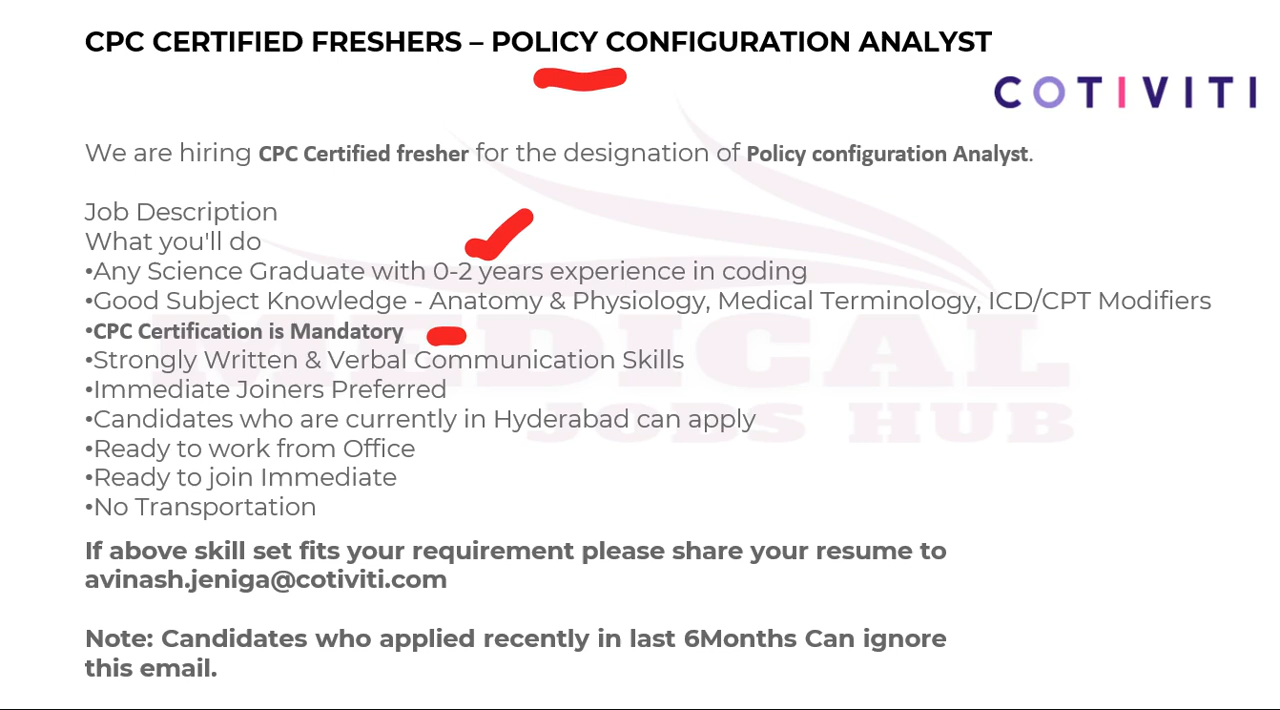 CPC CERTIFIED FRESHERS – POLICY CONFIGURATION ANALYST
COTIVITI
We are hiring CPC Certified fresher for the designation of Policy configuration Analyst.
Job Description
What you'll do
•Any Science Graduate with 0-2 years experience in coding
•Good Subject Knowledge - Anatomy & Physiology, Medical Terminology, ICD/CPT Modifiers
•CPC Certification is Mandatory
•Strongly Written & Verbal Communication Skills
•Immediate Joiners Preferred
•Candidates who are currently in Hyderabad can apply
•Ready to work from Office
•Ready to join Immediate
•No Transportation
MEDICAL
JOBS HUB
If above skill set fits your requirement please share your resume to
avinash.jeniga@cotiviti.com
Note: Candidates who applied recently in last 6Months Can ignore
this email.